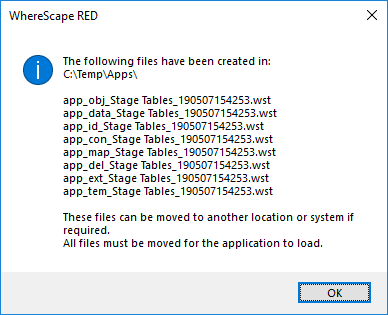 WhereScape RED
The following files have been created in:
C:\Temp\Apps\
app_obj_Stage Tables_190507154253.wst
app_data_Stage Tables_190507154253.wst
app_id_Stage Tables_190507154253.wst
app_con_Stage Tables_190507154253.wst
app_map_Stage Tables_190507154253.wst
app_del_Stage Tables_190507154253.wst
app_ext_Stage Tables_190507154253.wst
app_tem_Stage Tables_190507154253.wst
These files can be moved to another location or system if
required.
All files must be moved for the application to load.
OK